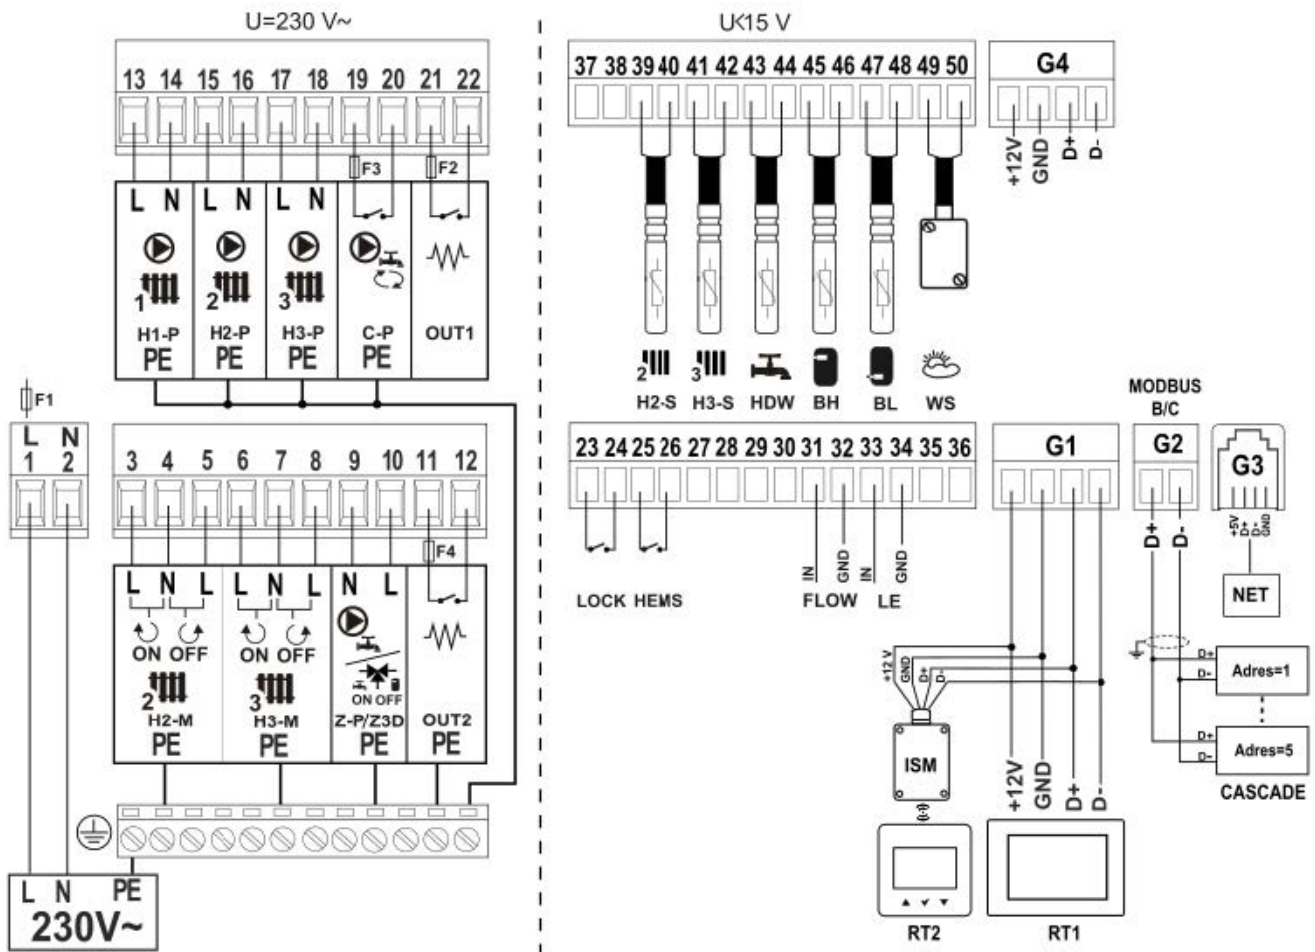 U=230 V~
13 14 15 16 17 18 19 20 21 22
F3 F2
L N L N L N
1 2 3
H1-P H2-P H3-P C-P OUT1
PE PE PE PE
F1
L N
1 2
3 4 5 6 7 8 9 10 11 12
F4
L N L L N L N L
ON OFF ON OFF
ON OFF
2 3
H2-M H3-M Z-P/Z3D OUT2
PE PE PE PE
L N PE
230V~
U<15 V
37 38 39 40 41 42 43 44 45 46 47 48 49 50
G4
+12V GND D+ D-
2 3
H2-S H3-S HDW BH BL WS
23 24 25 26 27 28 29 30 31 32 33 34 35 36
IN GND IN GND
LOCK HEMS FLOW LE
G1
MODBUS
B/C
G2
D+ D-
G3
+5V D+ D- GND
NET
+12 V GND D+ D-
ISM
+12V GND D+ D-
RT2 RT1
D+
D-
Adres=1
D+
D-
Adres=5
CASCADE